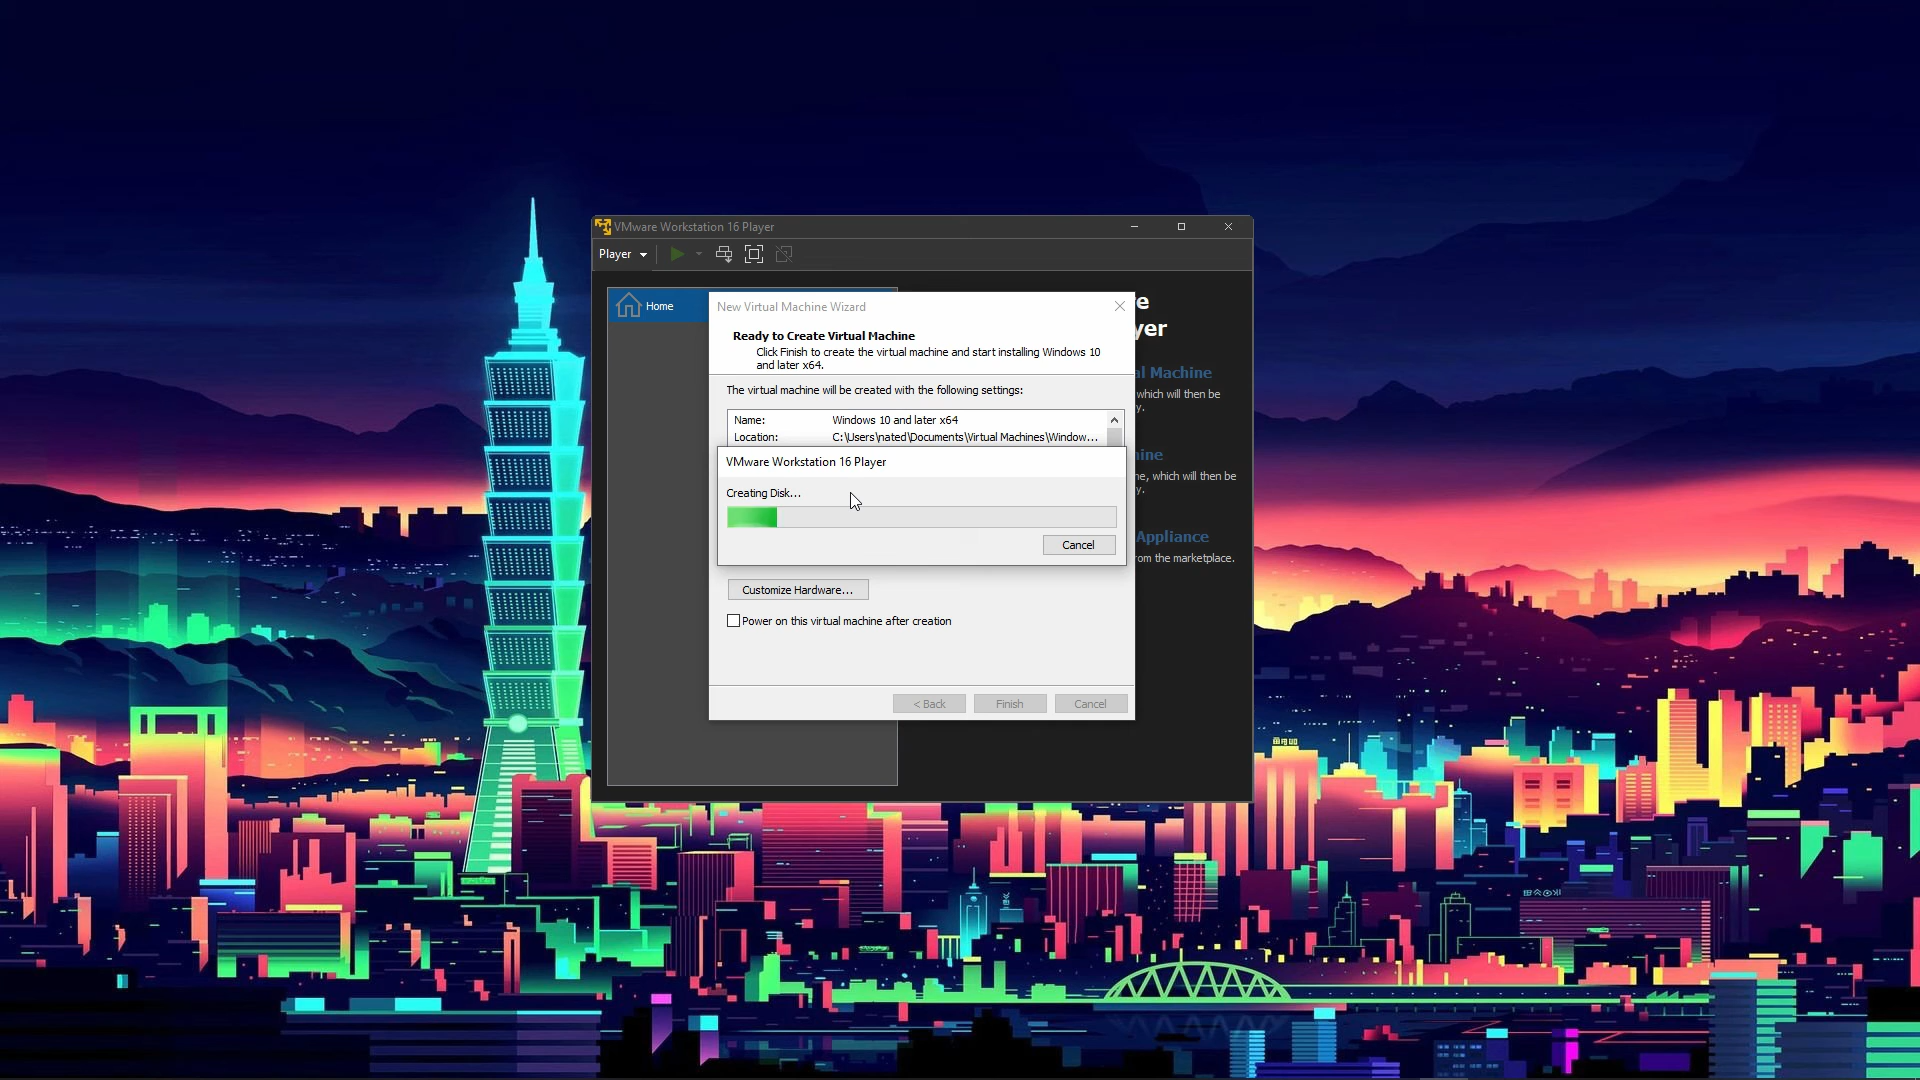 VMware Workstation 16 Player
Player
Home
New Virtual Machine Wizard
Ready to Create Virtual Machine
Click Finish to create the virtual machine and start installing Windows 10
and later x64.
The virtual machine will be created with the following settings:
Name: Windows 10 and later x64
Location: C:\Users\nated\Documents\Virtual Machines\Window...
VMware Workstation 16 Player
Creating Disk...
Cancel
Customize Hardware...
Power on this virtual machine after creation
< Back Finish Cancel
e
yer
al Machine
which will then be
y.
hine
ne, which will then be
y.
Appliance
rom the marketplace.